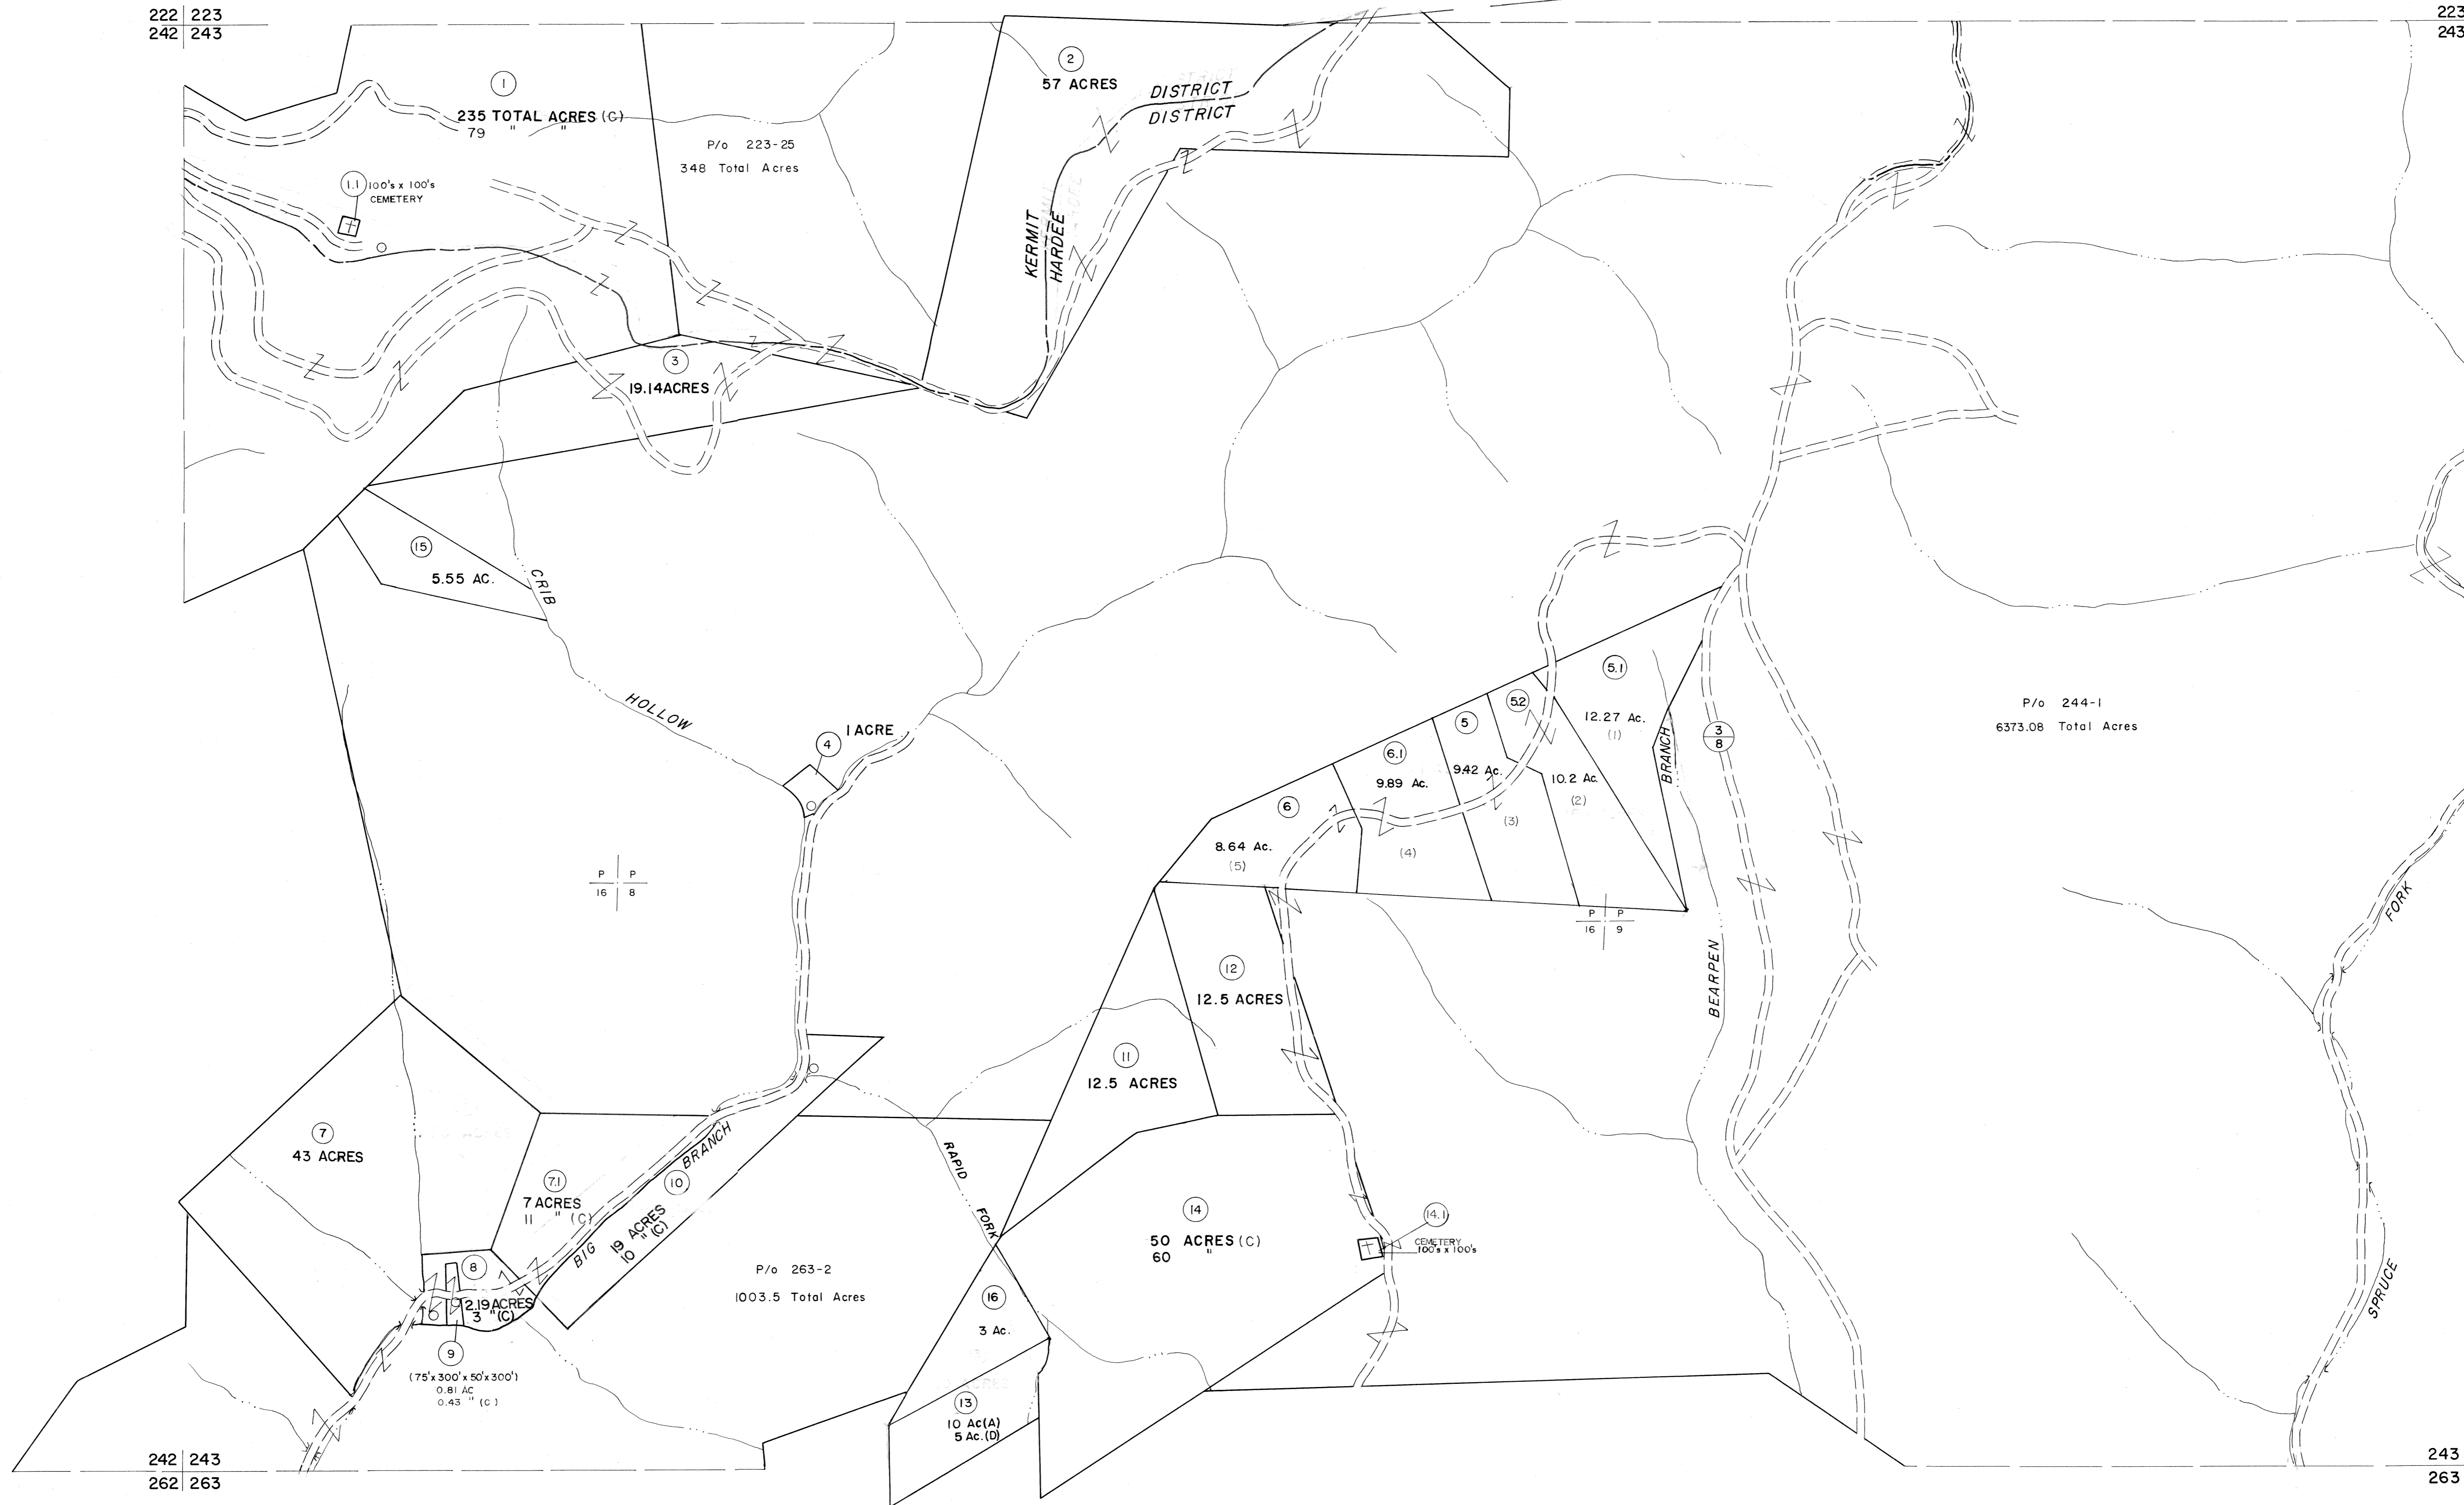 222 223
242 243
223
243
1
235 TOTAL ACRES (C)
79 " "
1.1
100's x 100's
CEMETERY
P/o 223-25
348 Total Acres
2
57 ACRES
DISTRICT
DISTRICT
KERMIT
HARDEE
3
19.14 ACRES
15
5.55 AC.
CRIB
HOLLOW
4
1 ACRE
P P
16 8
5.1
12.27 Ac.
(1)
5.2
10.2 Ac.
(2)
5
9.42 Ac.
(3)
6.1
9.89 Ac.
(4)
6
8.64 Ac.
(5)
BRANCH
3
8
P/o 244-1
6373.08 Total Acres
P P
16 9
BEARPEN
FORK
SPRUCE
12
12.5 ACRES
11
12.5 ACRES
7
43 ACRES
7.1
7 ACRES
11 " (C)
BIG
BRANCH
10
19 ACRES
10 " (C)
RAPID
FORK
8
2.19 ACRES
3 " (C)
9
(75'x300'x50'x300')
0.81 AC
0.43 " (C)
P/o 263-2
1003.5 Total Acres
14
50 ACRES (C)
60 "
14.1
CEMETERY
100's x 100's
16
3 Ac.
13
10 Ac(A)
5 Ac.(D)
242 243
262 263
243
263